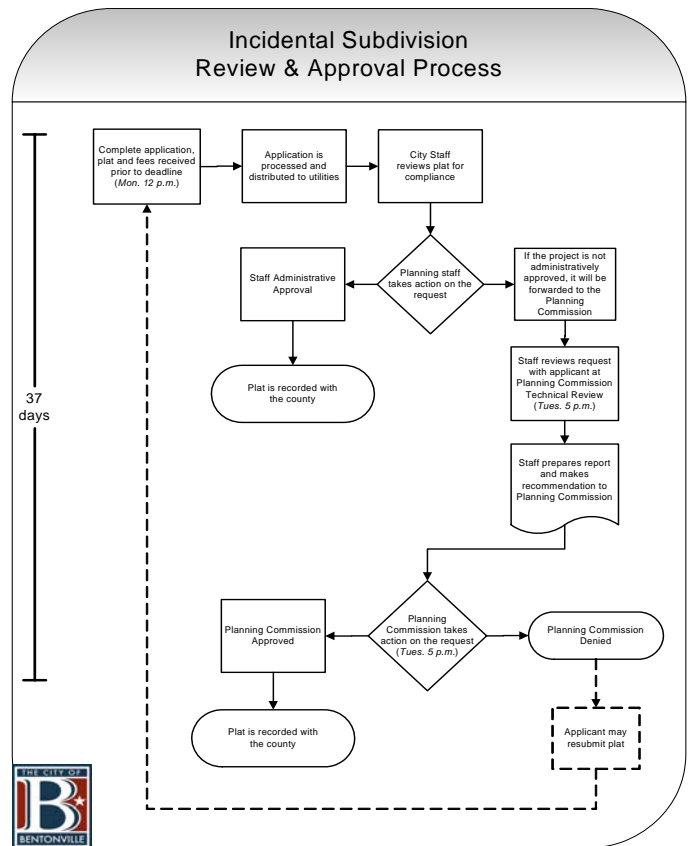 Incidental Subdivision
Review & Approval Process
Complete application,
plat and fees received
prior to deadline
(Mon. 12 p.m.)
Application is
processed and
distributed to utilities
City Staff
reviews plat for
compliance
Staff Administrative
Approval
Planning staff
takes action on the
request
If the project is not
administratively
approved, it will be
forwarded to the
Planning
Commission
Plat is recorded with
the county
Staff reviews request
with applicant at
Planning Commission
Technical Review
(Tues. 5 p.m.)
37
days
Staff prepares report
and makes
recommendation to
Planning Commission
Planning Commission
Approved
Planning
Commission takes
action on the request
(Tues. 5 p.m.)
Planning Commission
Denied
Plat is recorded with
the county
Applicant may
resubmit plat
THE CITY OF
B
BENTONVILLE